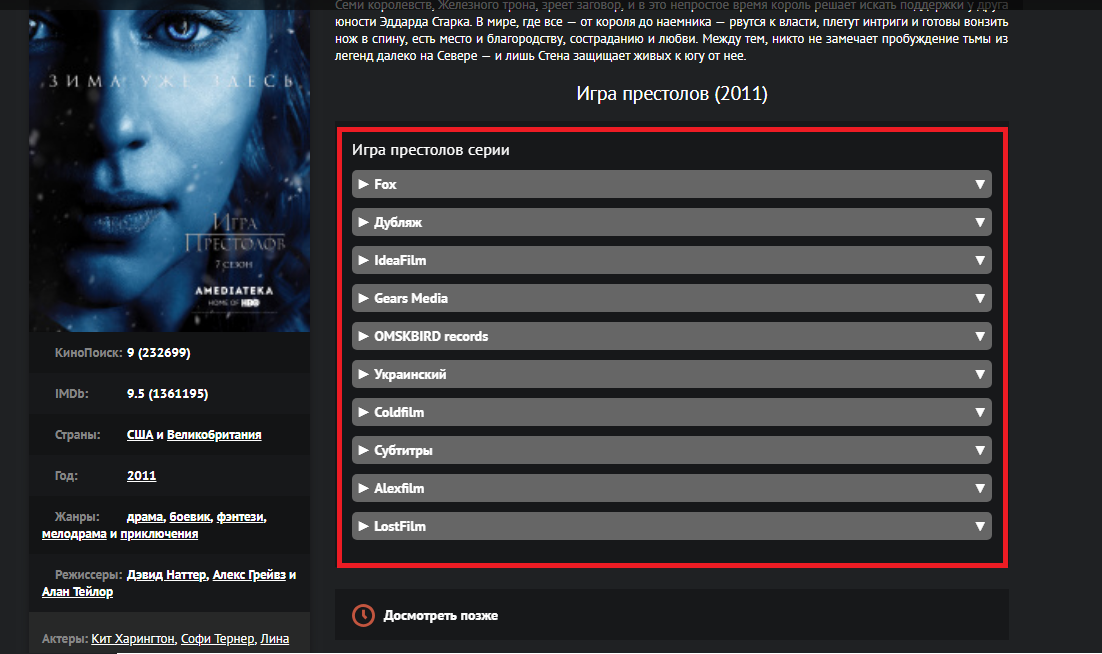 ЗИМА УЖЕ ЗДЕСЬ
ИГРА
ПРЕСТОЛОВ
7 СЕЗОН
AMEDIATEKA
HOME OF HBO
КиноПоиск: 9 (232699)
IMDb: 9.5 (1361195)
Страны: США и Великобритания
Год: 2011
Жанры: драма, боевик, фэнтези,
мелодрама и приключения
Режиссеры: Дэвид Наттер, Алекс Грейвз и
Алан Тейлор
Актеры: Кит Харингтон, Софи Тернер, Лина
Семи королевств, Железного трона, зреет заговор, и в это непростое время король решает искать поддержки у друга
юности Эддарда Старка. В мире, где все — от короля до наемника — рвутся к власти, плетут интриги и готовы вонзить
нож в спину, есть место и благородству, состраданию и любви. Между тем, никто не замечает пробуждение тьмы из
легенд далеко на Севере — и лишь Стена защищает живых к югу от нее.
Игра престолов (2011)
Игра престолов серии
▶ Fox ▼
▶ Дубляж ▼
▶ IdeaFilm ▼
▶ Gears Media ▼
▶ OMSKBIRD records ▼
▶ Украинский ▼
▶ Coldfilm ▼
▶ Субтитры ▼
▶ Alexfilm ▼
▶ LostFilm ▼
Досмотреть позже